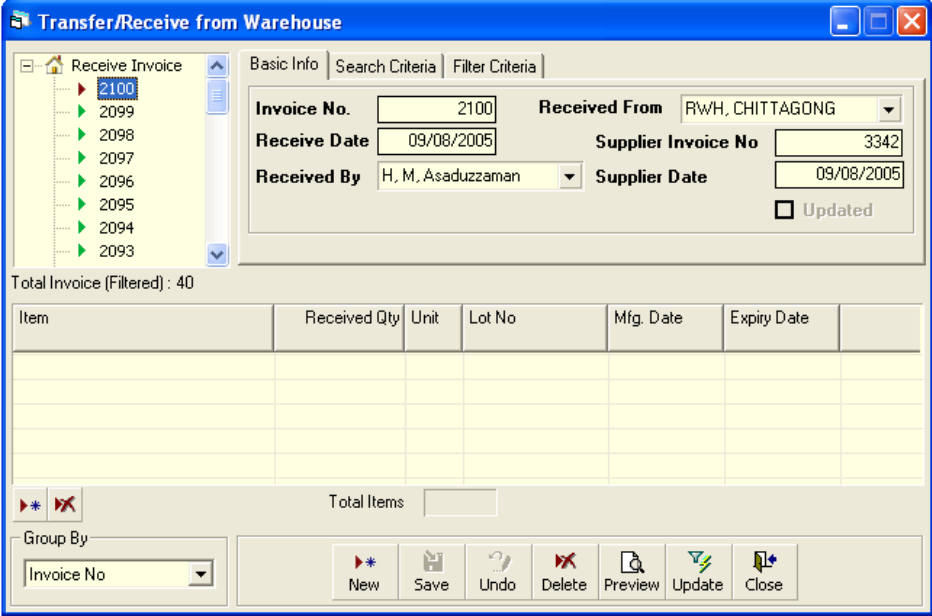 Transfer/Receive from Warehouse
Receive Invoice
2100
2099
2098
2097
2096
2095
2094
2093
Basic Info Search Criteria Filter Criteria
Invoice No. 2100 Received From RWH, CHITTAGONG
Receive Date 09/08/2005 Supplier Invoice No 3342
Received By H, M, Asaduzzaman Supplier Date 09/08/2005
Updated
Total Invoice (Filtered) : 40
Item Received Qty Unit Lot No Mfg. Date Expiry Date
Total Items
Group By
Invoice No
New Save Undo Delete Preview Update Close